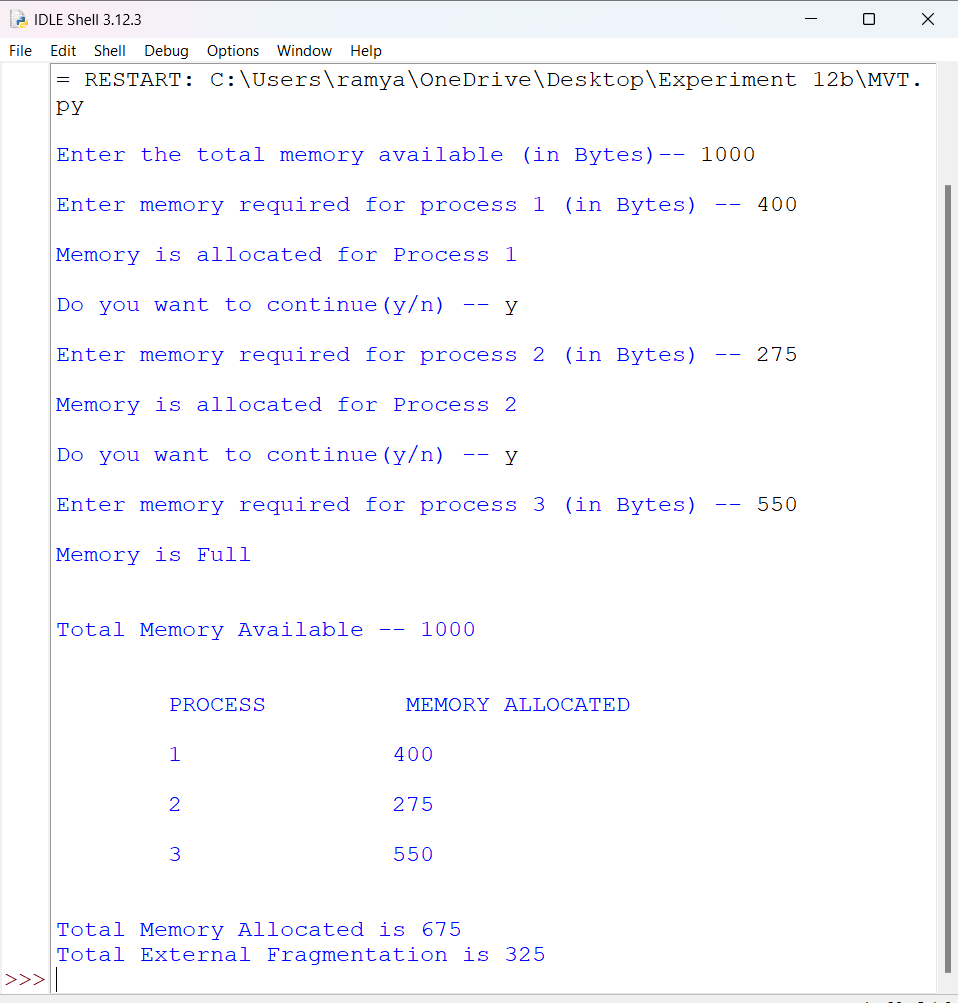 IDLE Shell 3.12.3
File Edit Shell Debug Options Window Help
= RESTART: C:\Users\ramya\OneDrive\Desktop\Experiment 12b\MVT.
py
Enter the total memory available (in Bytes)-- 1000
Enter memory required for process 1 (in Bytes) -- 400
Memory is allocated for Process 1
Do you want to continue(y/n) -- y
Enter memory required for process 2 (in Bytes) -- 275
Memory is allocated for Process 2
Do you want to continue(y/n) -- y
Enter memory required for process 3 (in Bytes) -- 550
Memory is Full
Total Memory Available -- 1000
PROCESS MEMORY ALLOCATED
1 400
2 275
3 550
Total Memory Allocated is 675
Total External Fragmentation is 325
>>>